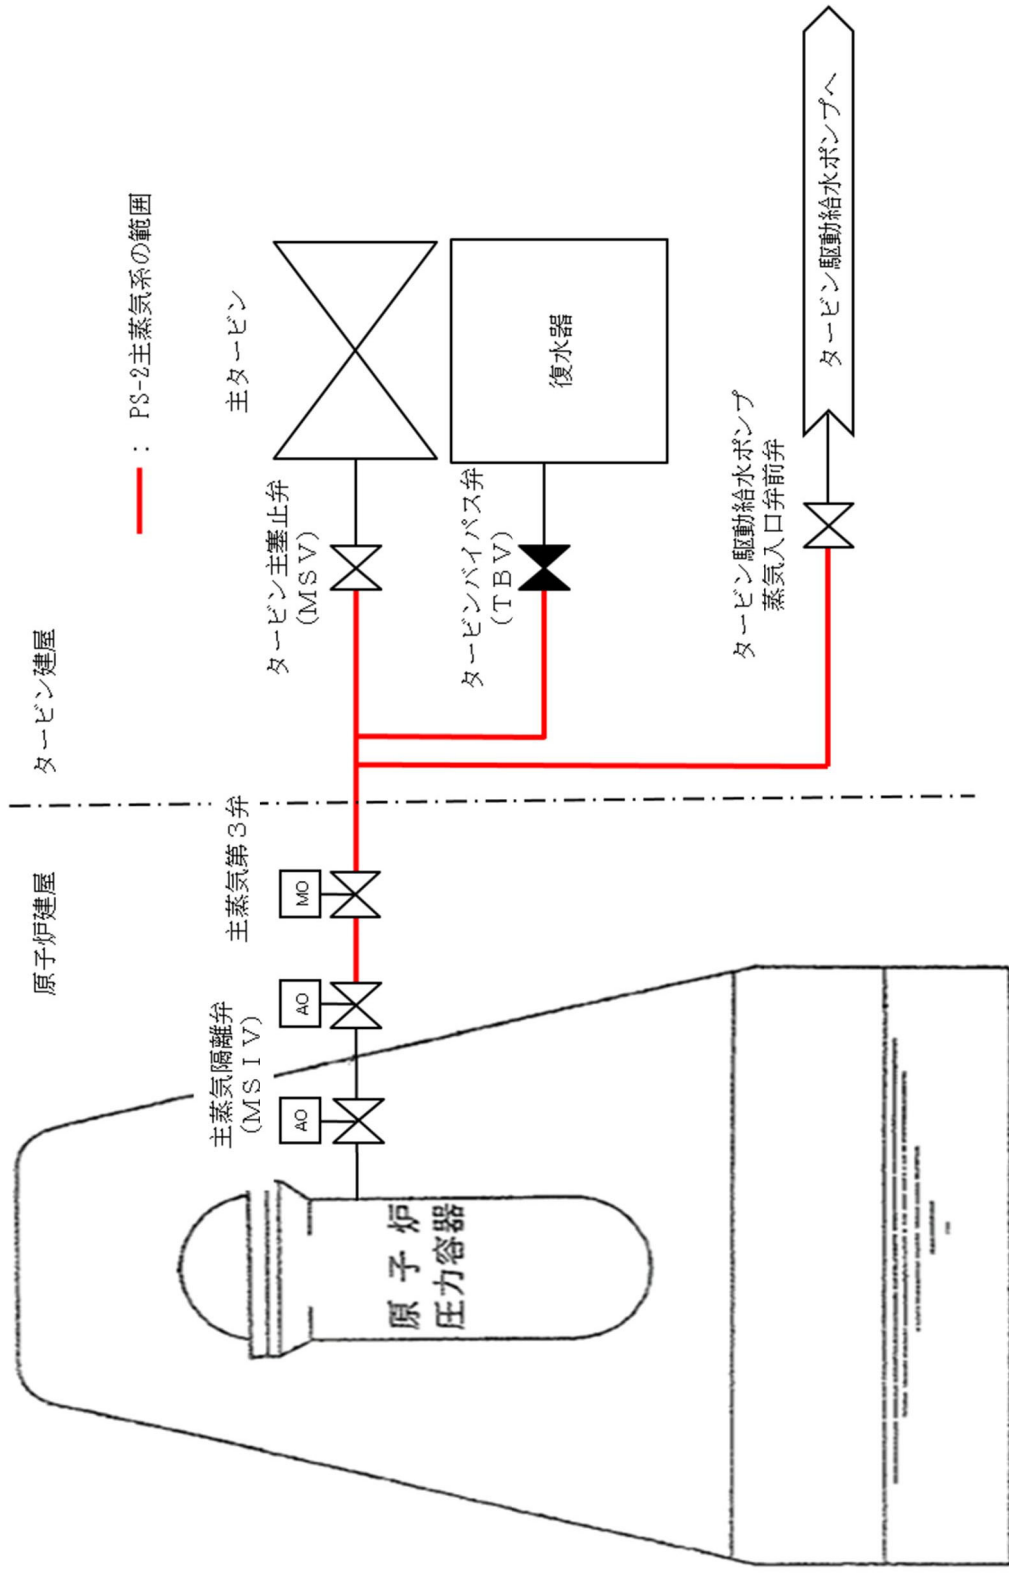 原子炉建屋
タービン建屋
━：PS-2主蒸気系の範囲
主蒸気隔離弁
(ＭＳＩＶ)
主蒸気第３弁
タービン主塞止弁
(ＭＳＶ)
主タービン
AO
AO
MO
タービンバイパス弁
(ＴＢＶ)
復水器
原子炉
圧力容器
タービン駆動給水ポンプ
蒸気入口弁前弁
タービン駆動給水ポンプへ